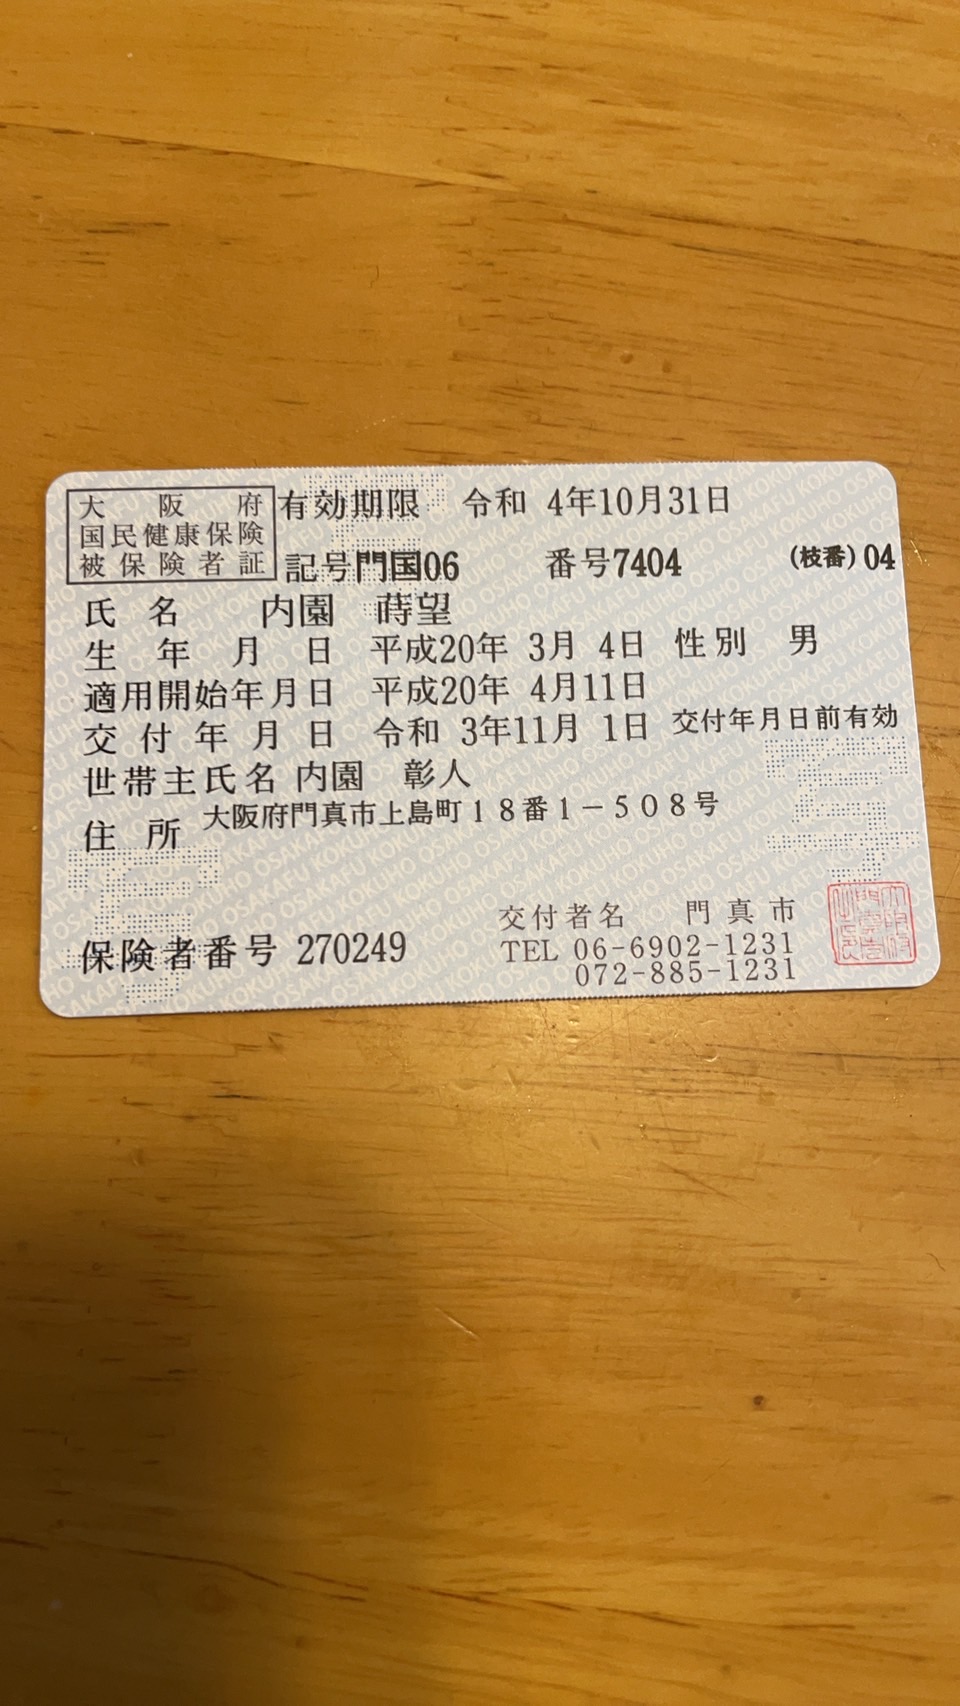 大阪府 有効期限 令和 4年10月31日
国民健康保険
被保険者証 記号門国06 番号7404 (枝番)04
氏名 内園 蒔望
生年月日 平成20年 3月 4日 性別 男
適用開始年月日 平成20年 4月11日
交付年月日 令和 3年11月 1日 交付年月日前有効
世帯主氏名 内園 彰人
住所 大阪府門真市上島町18番1-508号
交付者名 門真市
保険者番号 270249 TEL 06-6902-1231
072-885-1231